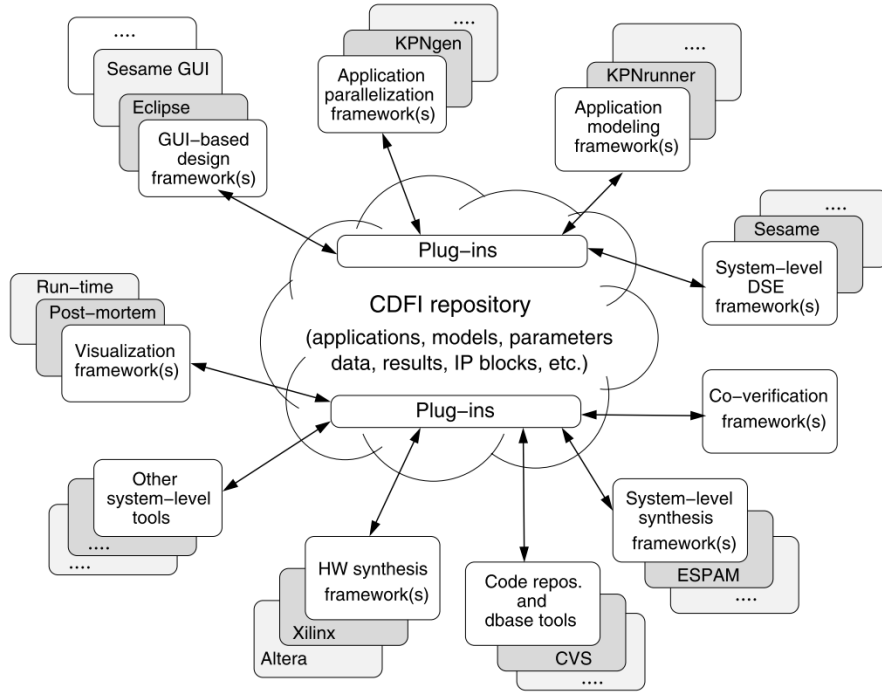 ....
Sesame GUI
Eclipse
GUI−based
design
framework(s)
....
KPNgen
Application
parallelization
framework(s)
....
KPNrunner
Application
modeling
framework(s)
....
Sesame
System−level
DSE
framework(s)
Plug−ins
CDFI repository
(applications, models, parameters
data, results, IP blocks, etc.)
Plug−ins
Run−time
Post−mortem
Visualization
framework(s)
Co−verification
framework(s)
Other
system−level
tools
....
....
System−level
synthesis
framework(s)
ESPAM
....
HW synthesis
framework(s)
Xilinx
Altera
Code repos.
and
dbase tools
CVS
....